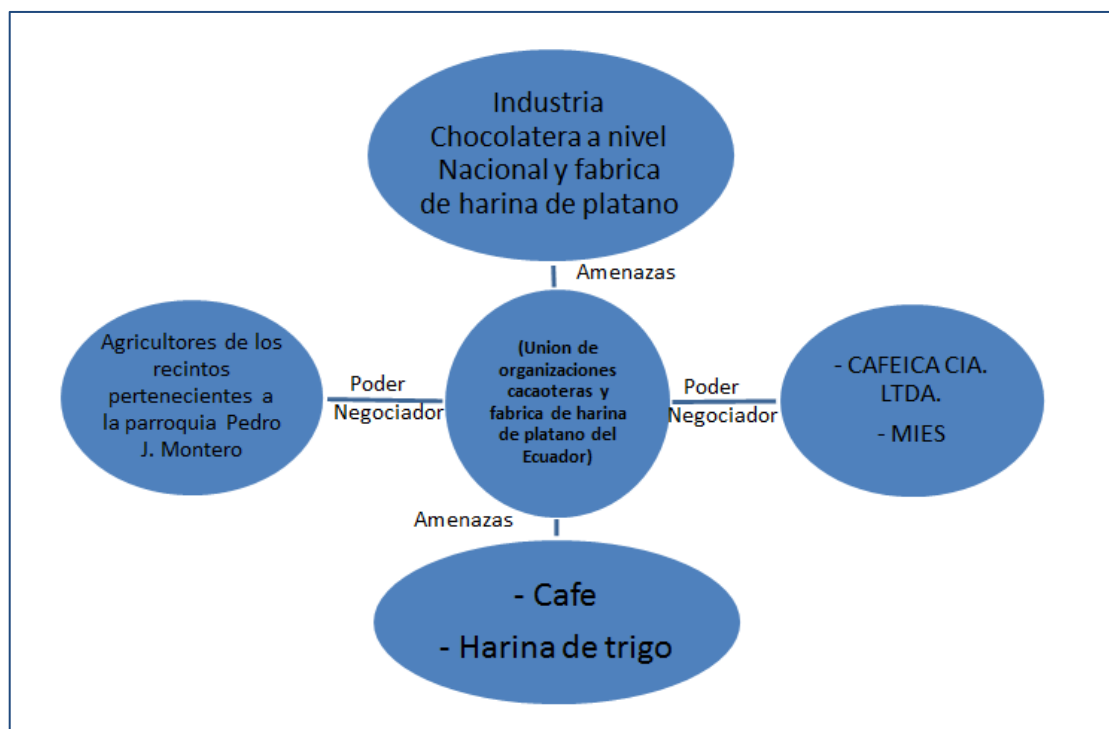 Industria
Chocolatera a nivel
Nacional y fabrica
de harina de platano
Amenazas
Agricultores de los
recintos
pertenecientes a
la parroquia Pedro
J. Montero
Poder
Negociador
(Union de
organizaciones
cacaoteras y
fabrica de harina
de platano del
Ecuador)
Poder
Negociador
- CAFEICA CIA.
LTDA.
- MIES
Amenazas
- Cafe
- Harina de trigo